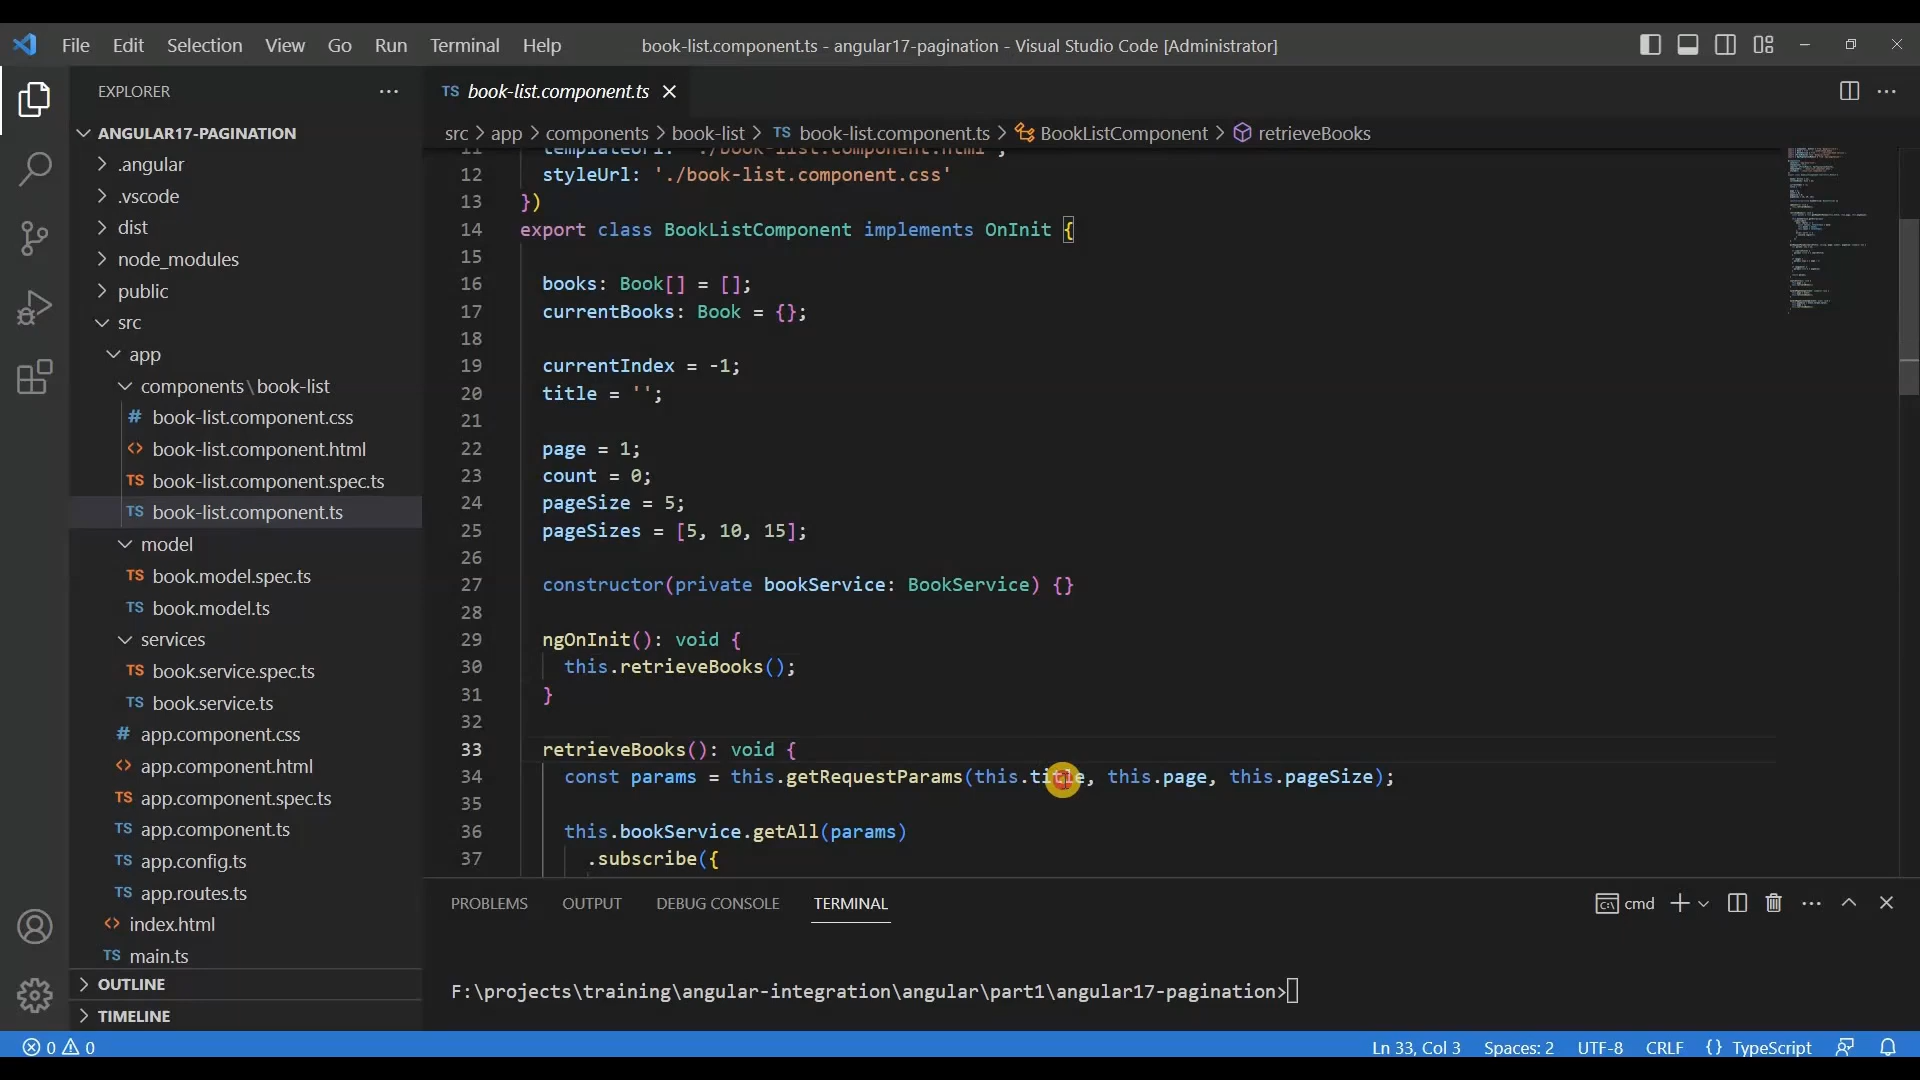 File Edit Selection View Go Run Terminal Help
book-list.component.ts - angular17-pagination - Visual Studio Code [Administrator]
EXPLORER
ANGULAR17-PAGINATION
.angular
.vscode
dist
node_modules
public
src
app
components\book-list
# book-list.component.css
<> book-list.component.html
TS book-list.component.spec.ts
TS book-list.component.ts
model
TS book.model.spec.ts
TS book.model.ts
services
TS book.service.spec.ts
TS book.service.ts
# app.component.css
<> app.component.html
TS app.component.spec.ts
TS app.component.ts
TS app.config.ts
TS app.routes.ts
<> index.html
TS main.ts
OUTLINE
TIMELINE
TS book-list.component.ts
src > app > components > book-list > TS book-list.component.ts > BookListComponent > retrieveBooks
11 templateUrl: './book-list.component.html',
12 styleUrl: './book-list.component.css'
13 })
14 export class BookListComponent implements OnInit {
15
16 books: Book[] = [];
17 currentBooks: Book = {};
18
19 currentIndex = -1;
20 title = '';
21
22 page = 1;
23 count = 0;
24 pageSize = 5;
25 pageSizes = [5, 10, 15];
26
27 constructor(private bookService: BookService) {}
28
29 ngOnInit(): void {
30 this.retrieveBooks();
31 }
32
33 retrieveBooks(): void {
34 const params = this.getRequestParams(this.title, this.page, this.pageSize);
35
36 this.bookService.getAll(params)
37 .subscribe({
PROBLEMS OUTPUT DEBUG CONSOLE TERMINAL
cmd
F:\projects\training\angular-integration\angular\part1\angular17-pagination>
0 0
Ln 33, Col 3 Spaces: 2 UTF-8 CRLF {} TypeScript